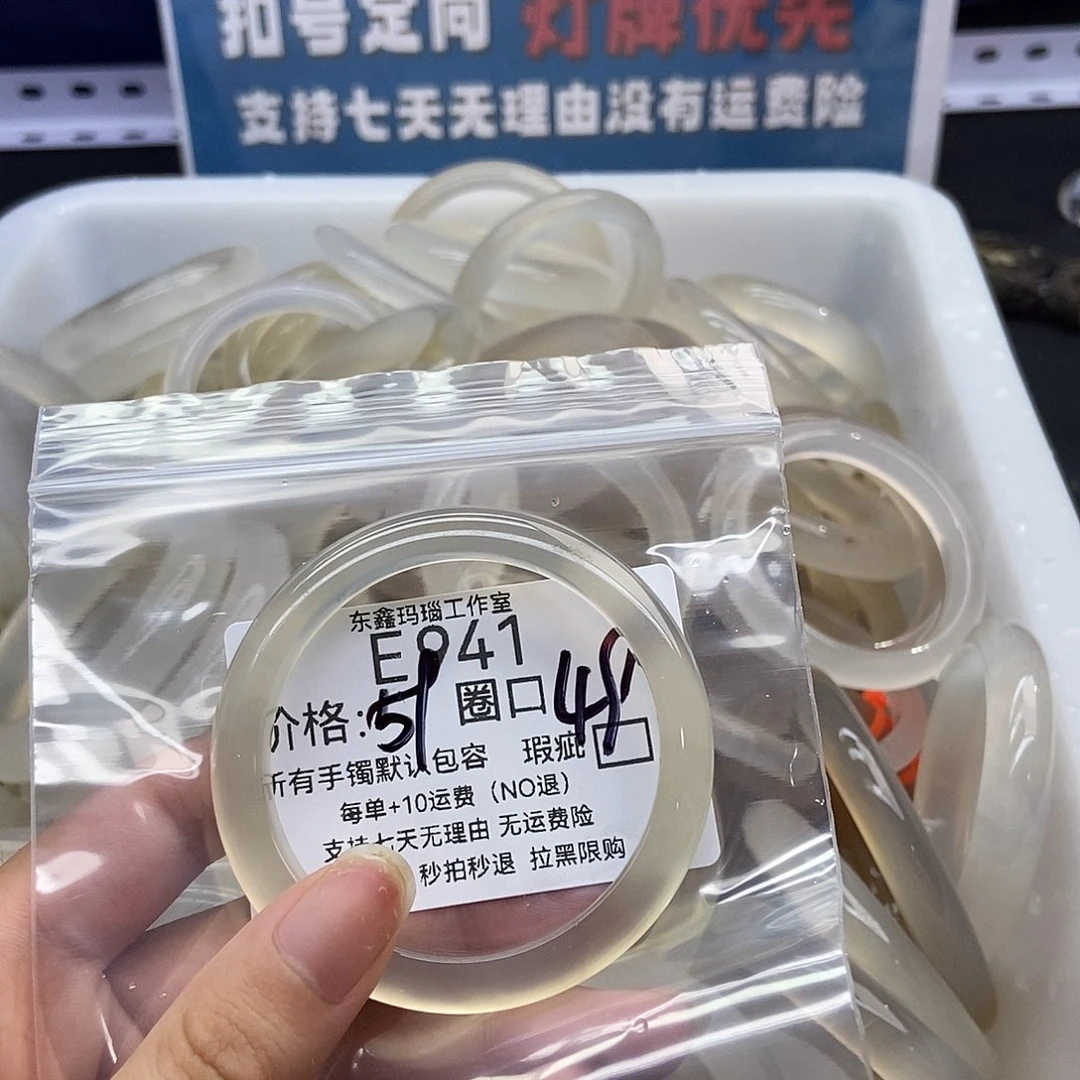 扣号定向 灯牌优先
支持七天无理由没有运费险
东鑫玛瑙工作室
E941
价格:51 圈口48
所有手镯默认包容 瑕疵
每单+10运费（NO退）
支持七天无理由 无运费险
秒拍秒退 拉黑限购